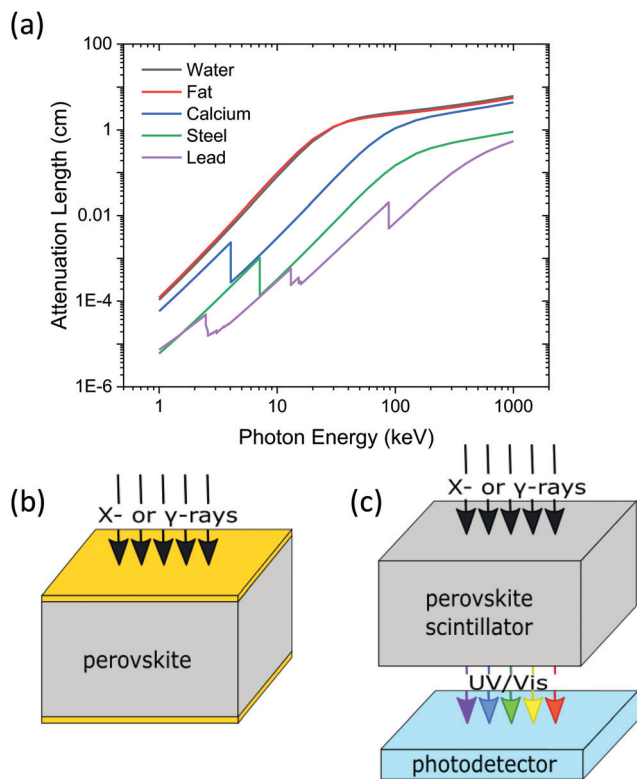 (a)
100
1
0.01
1E-4
1E-6
Attenuation Length (cm)
Water
Fat
Calcium
Steel
Lead
1
10
100
1000
Photon Energy (keV)
(b)
X- or γ-rays
perovskite
(c)
X- or γ-rays
perovskite
scintillator
UV/Vis
photodetector